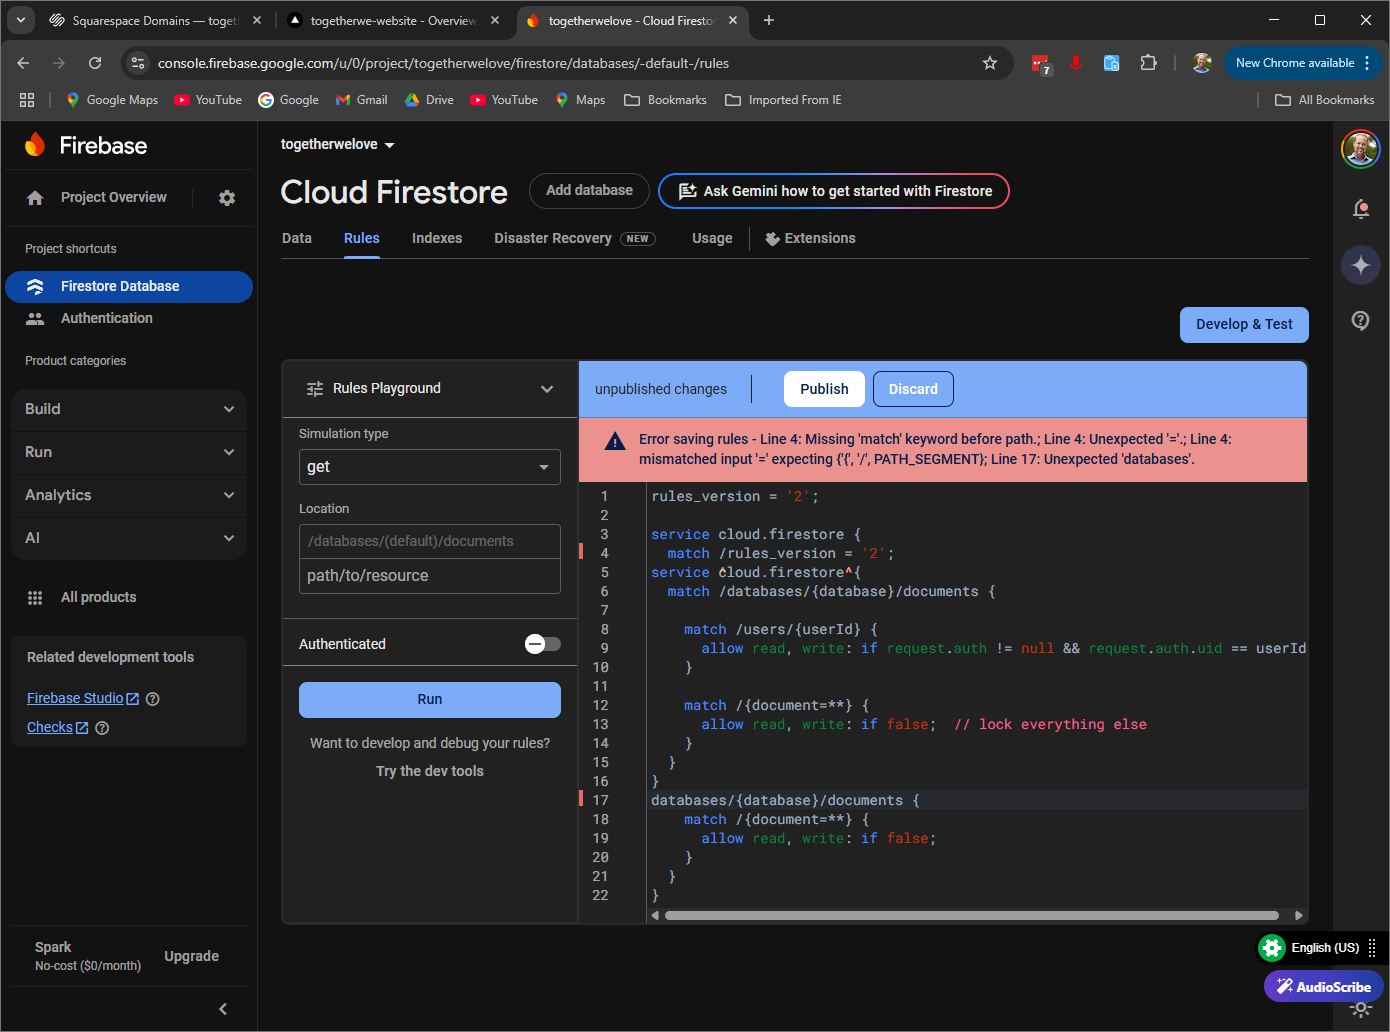 Squarespace Domains — toget
togetherwe-website - Overview
togetherwelove - Cloud Firestor
console.firebase.google.com/u/0/project/togetherwelove/firestore/databases/-default-/rules
7
New Chrome available
Google Maps
YouTube
Google
Gmail
Drive
YouTube
Maps
Bookmarks
Imported From IE
All Bookmarks
Firebase
Project Overview
Project shortcuts
Firestore Database
Authentication
Product categories
Build
Run
Analytics
AI
All products
Related development tools
Firebase Studio
Checks
Spark
No-cost ($0/month)
Upgrade
togetherwelove
Cloud Firestore
Add database
Ask Gemini how to get started with Firestore
Data
Rules
Indexes
Disaster Recovery
NEW
Usage
Extensions
Develop & Test
Rules Playground
Simulation type
get
Location
/databases/(default)/documents
path/to/resource
Authenticated
Run
Want to develop and debug your rules?
Try the dev tools
unpublished changes
Publish
Discard
Error saving rules - Line 4: Missing 'match' keyword before path.; Line 4: Unexpected '='.; Line 4:
mismatched input '=' expecting {'{', '/', PATH_SEGMENT}; Line 17: Unexpected 'databases'.
1 rules_version = '2';
2
3 service cloud.firestore {
4 match /rules_version = '2';
5 service cloud.firestore^{
6 match /databases/{database}/documents {
7
8 match /users/{userId} {
9 allow read, write: if request.auth != null && request.auth.uid == userId
10 }
11
12 match /{document=**} {
13 allow read, write: if false; // lock everything else
14 }
15 }
16 }
17 databases/{database}/documents {
18 match /{document=**} {
19 allow read, write: if false;
20 }
21 }
22 }
English (US)
AudioScribe